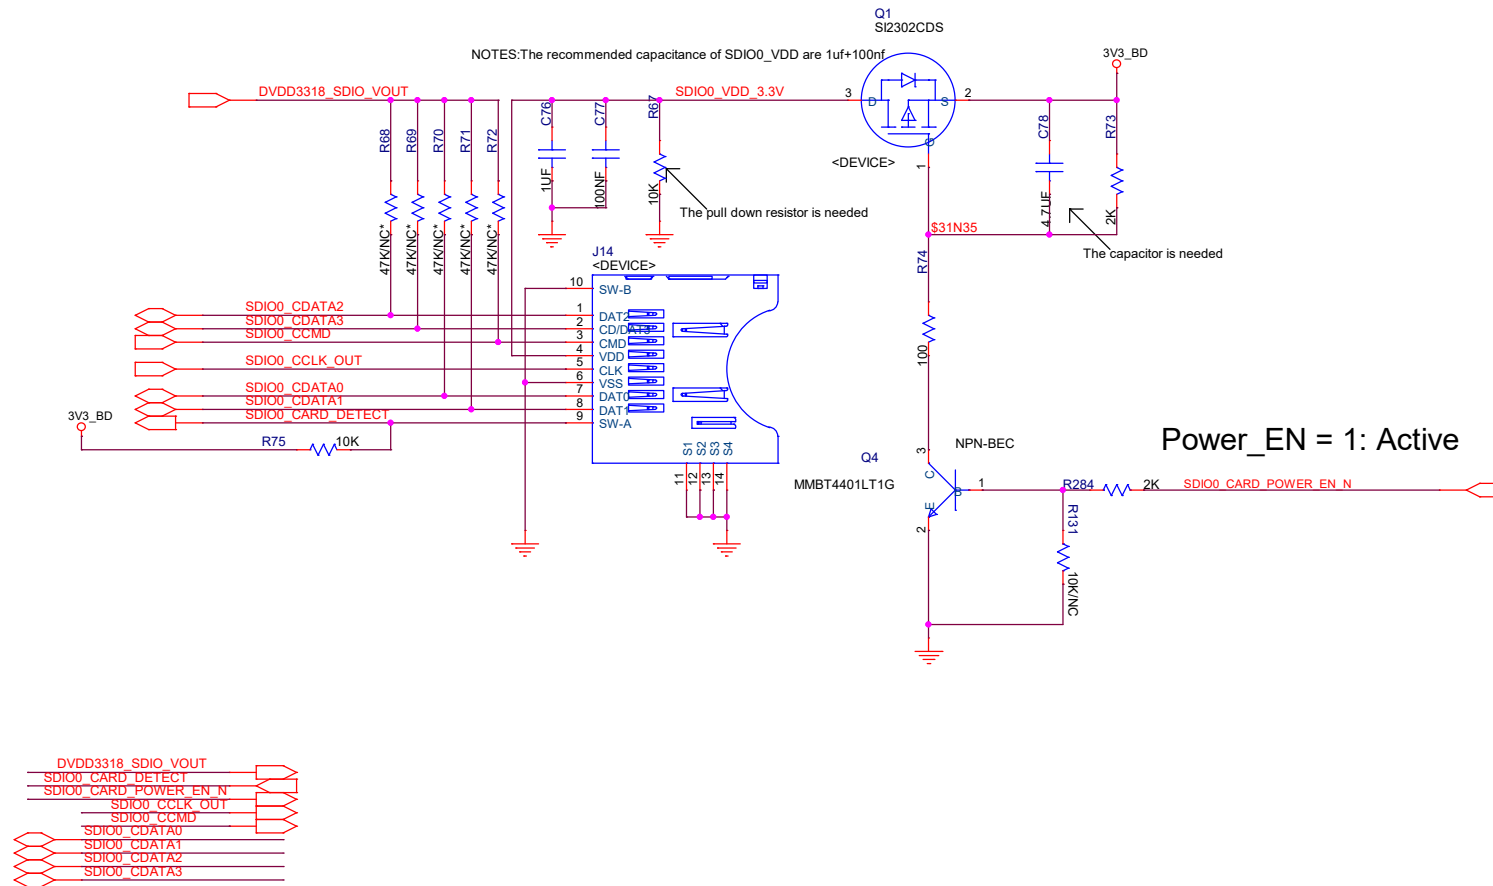 Q1
SI2302CDS
NOTES:The recommended capacitance of SDIO0_VDD are 1uf+100nf
3V3_BD
DVDD3318_SDIO_VOUT
SDIO0_VDD_3.3V
3
D
S
2
G
1
<DEVICE>
R68
R69
R70
R71
R72
C76
C77
R67
C78
R73
47K/NC*
47K/NC*
47K/NC*
47K/NC*
47K/NC*
1UF
100NF
10K
4.7UF
2K
The pull down resistor is needed
$31N35
The capacitor is needed
J14
<DEVICE>
R74
100
10
SW-B
SDIO0_CDATA2
1
DAT2
SDIO0_CDATA3
2
CD/DAT3
SDIO0_CCMD
3
CMD
4
VDD
SDIO0_CCLK_OUT
5
CLK
6
VSS
SDIO0_CDATA0
7
DAT0
SDIO0_CDATA1
8
DAT1
SDIO0_CARD_DETECT
9
SW-A
3V3_BD
R75
10K
S1
S2
S3
S4
11
12
13
14
Q4
NPN-BEC
MMBT4401LT1G
3
C
B
1
E
2
Power_EN = 1: Active
R284
2K
SDIO0_CARD_POWER_EN_N
R131
10K/NC
DVDD3318_SDIO_VOUT
SDIO0_CARD_DETECT
SDIO0_CARD_POWER_EN_N
SDIO0_CCLK_OUT
SDIO0_CCMD
SDIO0_CDATA0
SDIO0_CDATA1
SDIO0_CDATA2
SDIO0_CDATA3